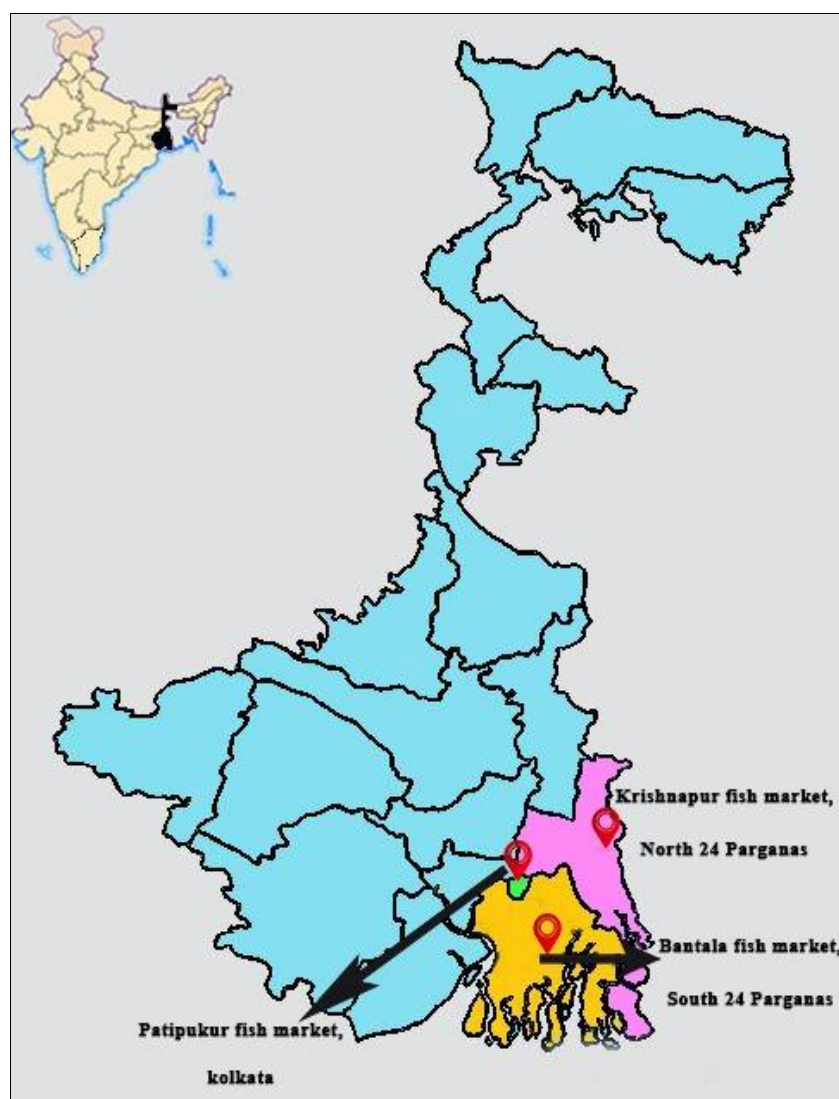 Krishnapur fish market,
North 24 Parganas
Bantala fish market,
South 24 Parganas
Patipukur fish market,
kolkata